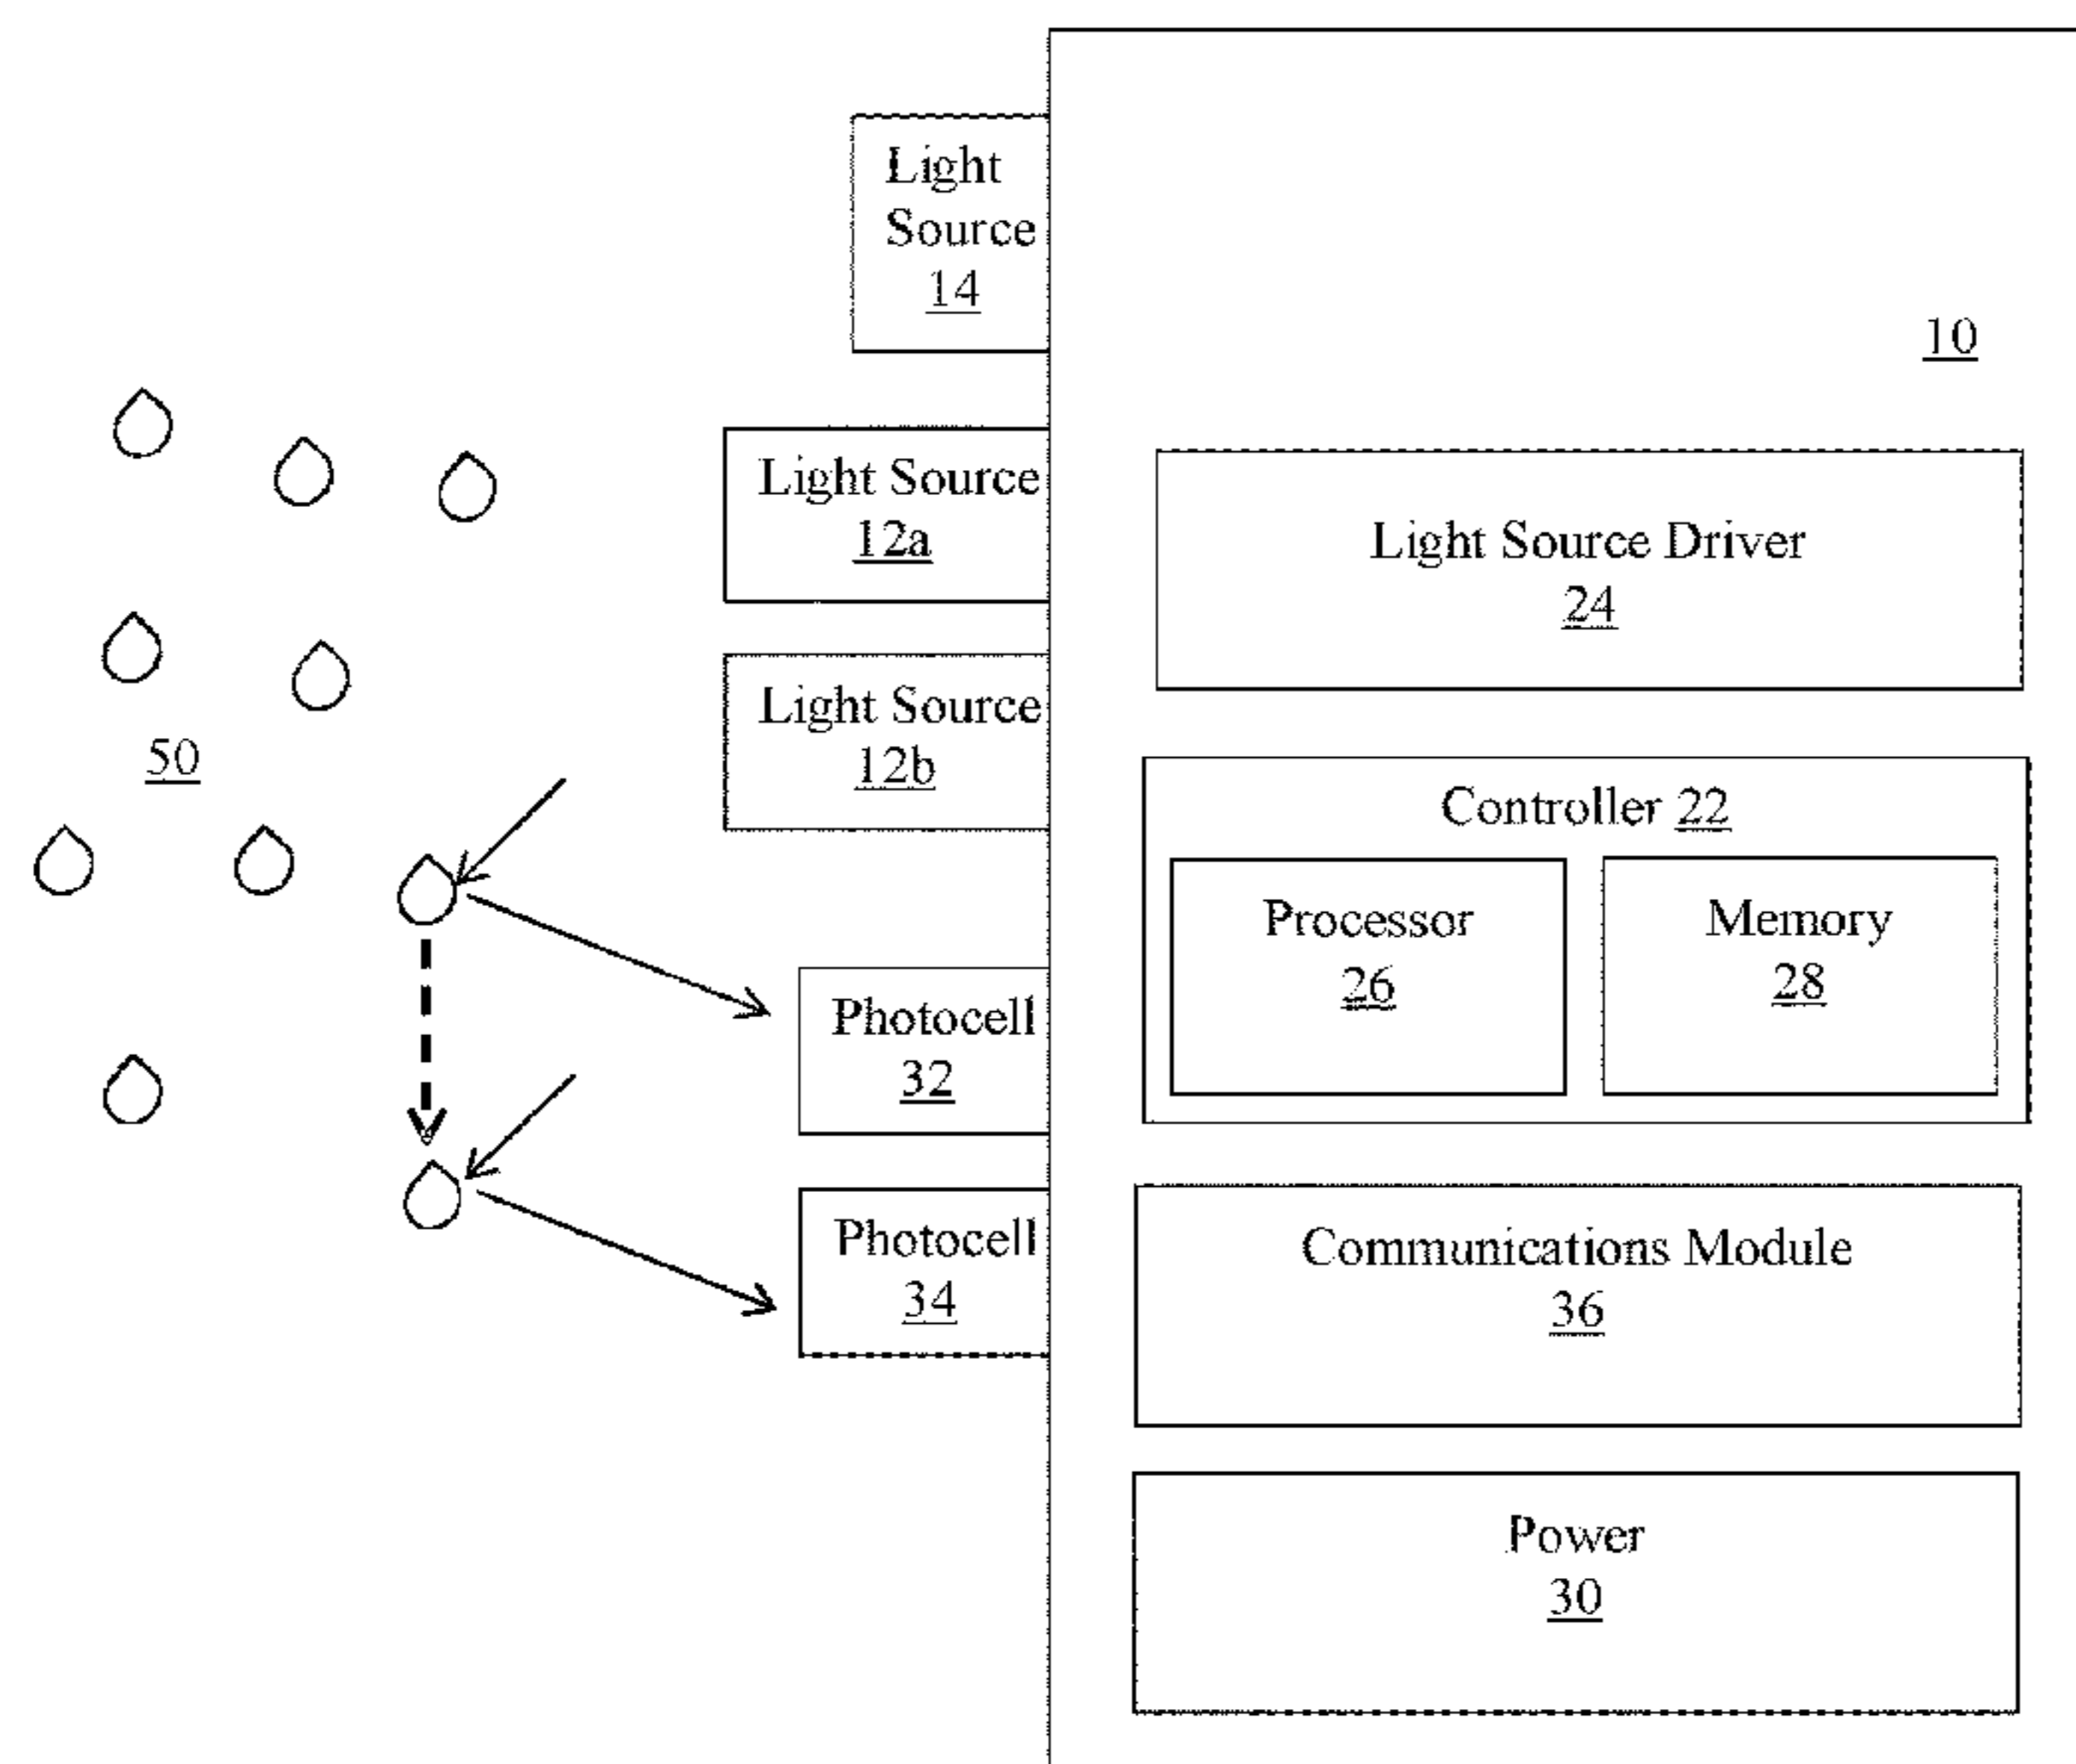 Light
Source
14
10
Light Source
12a
Light Source Driver
24
Light Source
12b
50
Controller 22
Processor
26
Memory
28
Photocell
32
Photocell
34
Communications Module
36
Power
30